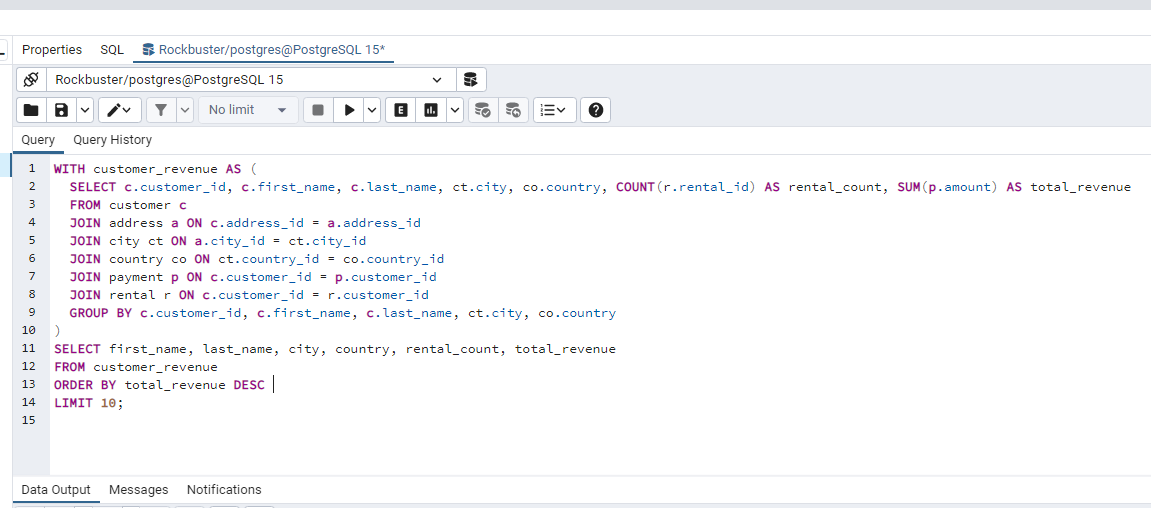 Properties SQL Rockbuster/postgres@PostgreSQL 15*
Rockbuster/postgres@PostgreSQL 15
No limit E
Query Query History
1 WITH customer_revenue AS (
2 SELECT c.customer_id, c.first_name, c.last_name, ct.city, co.country, COUNT(r.rental_id) AS rental_count, SUM(p.amount) AS total_revenue
3 FROM customer c
4 JOIN address a ON c.address_id = a.address_id
5 JOIN city ct ON a.city_id = ct.city_id
6 JOIN country co ON ct.country_id = co.country_id
7 JOIN payment p ON c.customer_id = p.customer_id
8 JOIN rental r ON c.customer_id = r.customer_id
9 GROUP BY c.customer_id, c.first_name, c.last_name, ct.city, co.country
10 )
11 SELECT first_name, last_name, city, country, rental_count, total_revenue
12 FROM customer_revenue
13 ORDER BY total_revenue DESC
14 LIMIT 10;
15
Data Output Messages Notifications